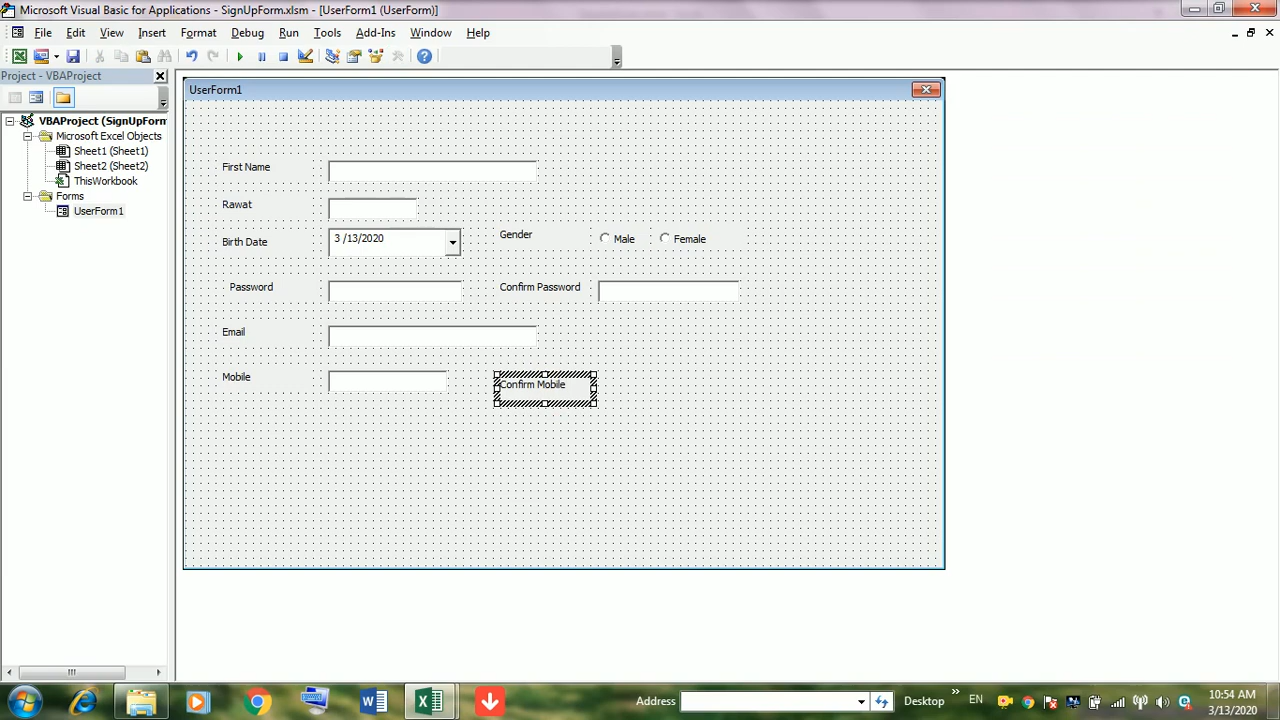 Microsoft Visual Basic for Applications - SignUpForm.xlsm - [UserForm1 (UserForm)]
File Edit View Insert Format Debug Run Tools Add-Ins Window Help
Project - VBAProject
VBAProject (SignUpForm
Microsoft Excel Objects
Sheet1 (Sheet1)
Sheet2 (Sheet2)
ThisWorkbook
Forms
UserForm1
UserForm1
First Name
Rawat
Birth Date 3 /13/2020 Gender Male Female
Password Confirm Password
Email
Mobile Confirm Mobile
Address Desktop » EN 10:54 AM
3/13/2020